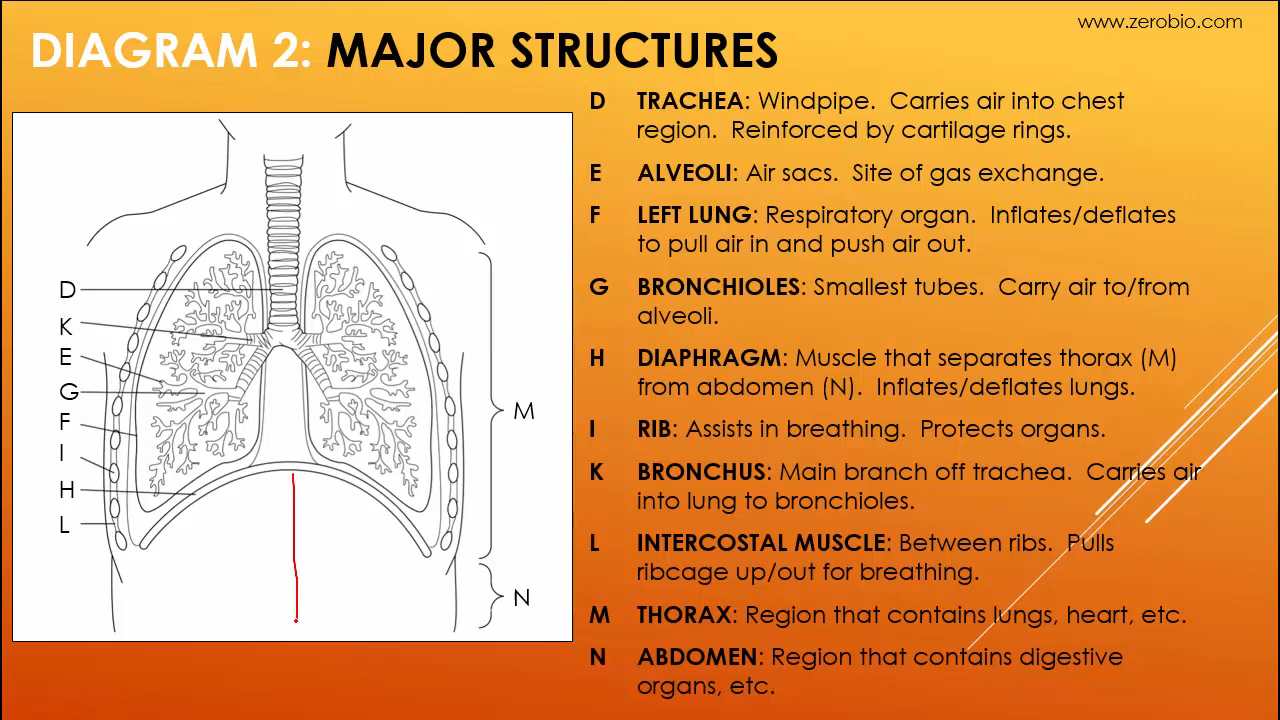 www.zerobio.com
DIAGRAM 2: MAJOR STRUCTURES
D
K
E
G
F
I
H
L
M
N
D TRACHEA: Windpipe. Carries air into chest
region. Reinforced by cartilage rings.
E ALVEOLI: Air sacs. Site of gas exchange.
F LEFT LUNG: Respiratory organ. Inflates/deflates
to pull air in and push air out.
G BRONCHIOLES: Smallest tubes. Carry air to/from
alveoli.
H DIAPHRAGM: Muscle that separates thorax (M)
from abdomen (N). Inflates/deflates lungs.
I RIB: Assists in breathing. Protects organs.
K BRONCHUS: Main branch off trachea. Carries air
into lung to bronchioles.
L INTERCOSTAL MUSCLE: Between ribs. Pulls
ribcage up/out for breathing.
M THORAX: Region that contains lungs, heart, etc.
N ABDOMEN: Region that contains digestive
organs, etc.